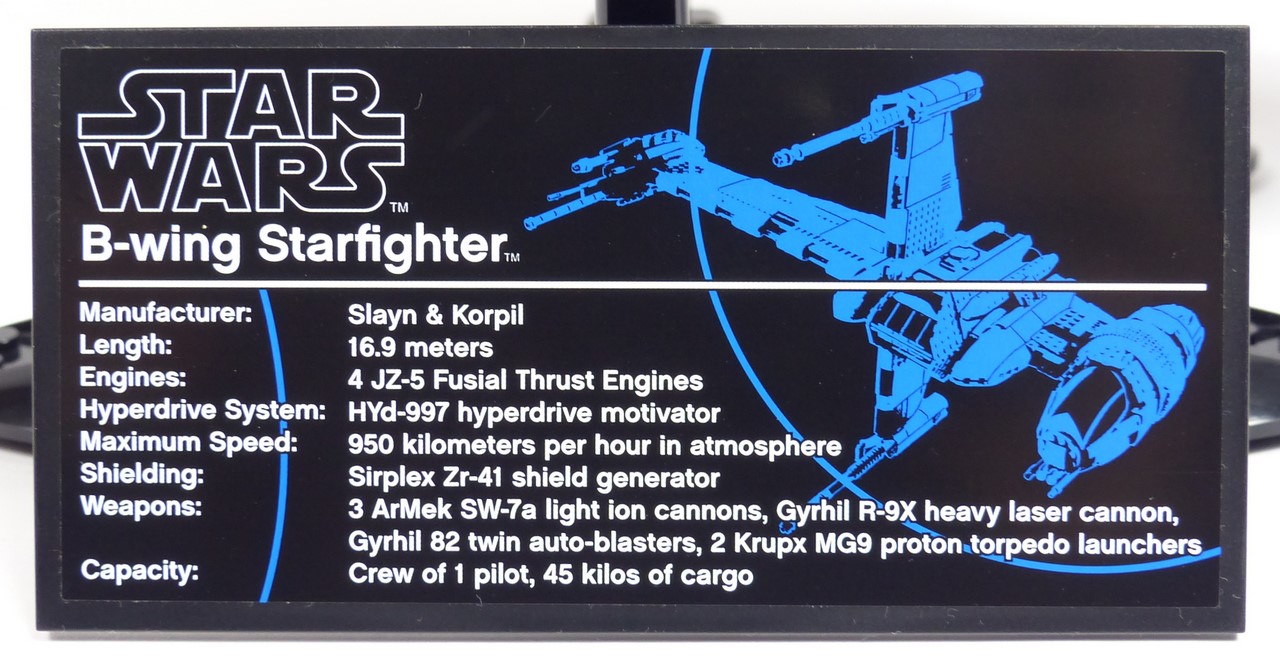 STAR
WARS™
B-wing Starfighter™
Manufacturer: Slayn & Korpil
Length: 16.9 meters
Engines: 4 JZ-5 Fusial Thrust Engines
Hyperdrive System: HYd-997 hyperdrive motivator
Maximum Speed: 950 kilometers per hour in atmosphere
Shielding: Sirplex Zr-41 shield generator
Weapons: 3 ArMek SW-7a light ion cannons, Gyrhil R-9X heavy laser cannon,
Gyrhil 82 twin auto-blasters, 2 Krupx MG9 proton torpedo launchers
Capacity: Crew of 1 pilot, 45 kilos of cargo